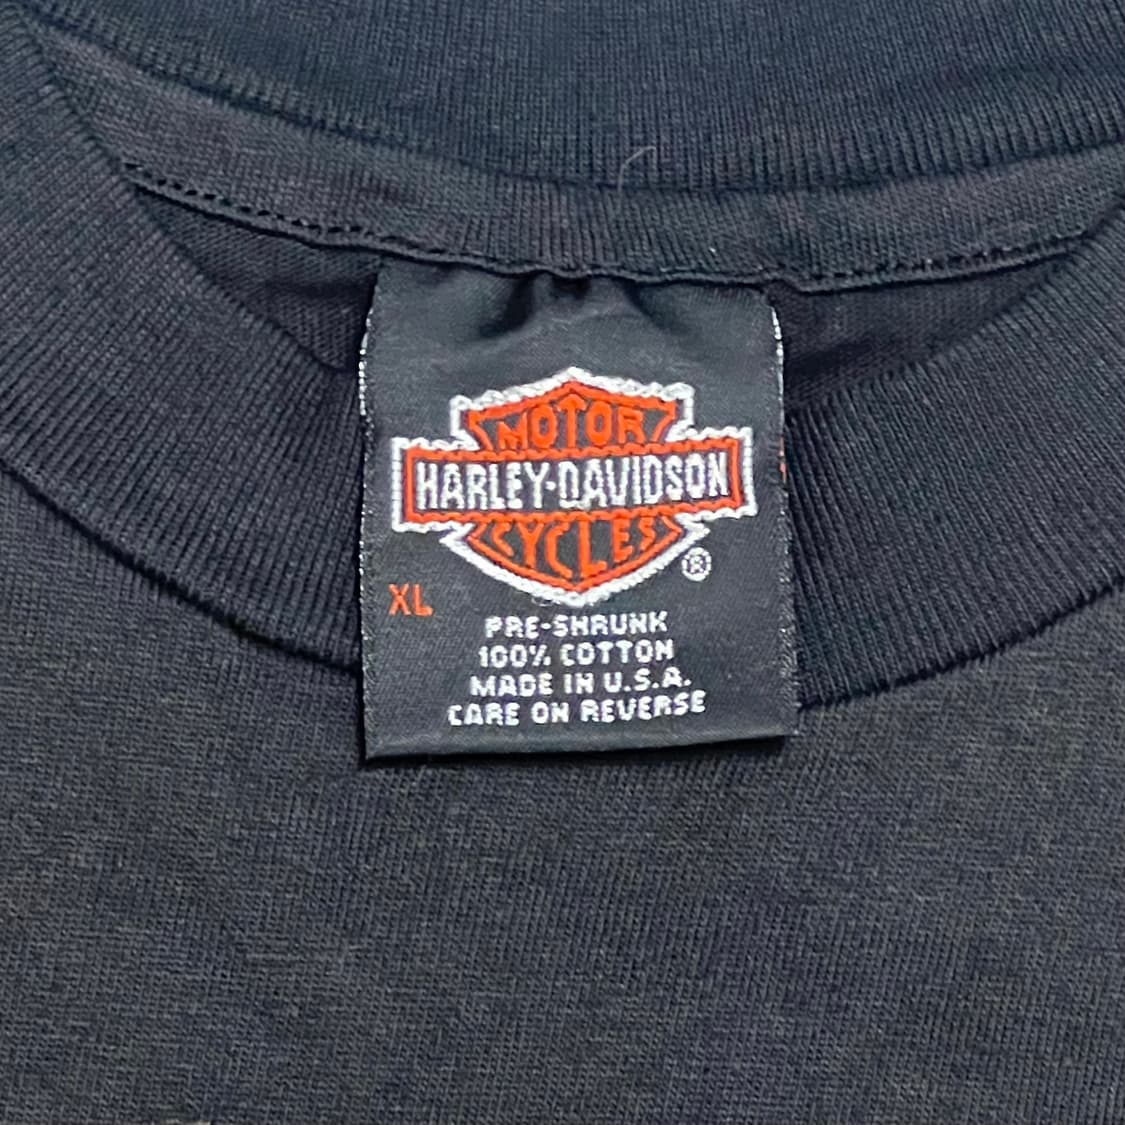 MOTOR
HARLEY-DAVIDSON
CYCLES
®
XL
PRE-SHRUNK
100% COTTON
MADE IN U.S.A.
CARE ON REVERSE